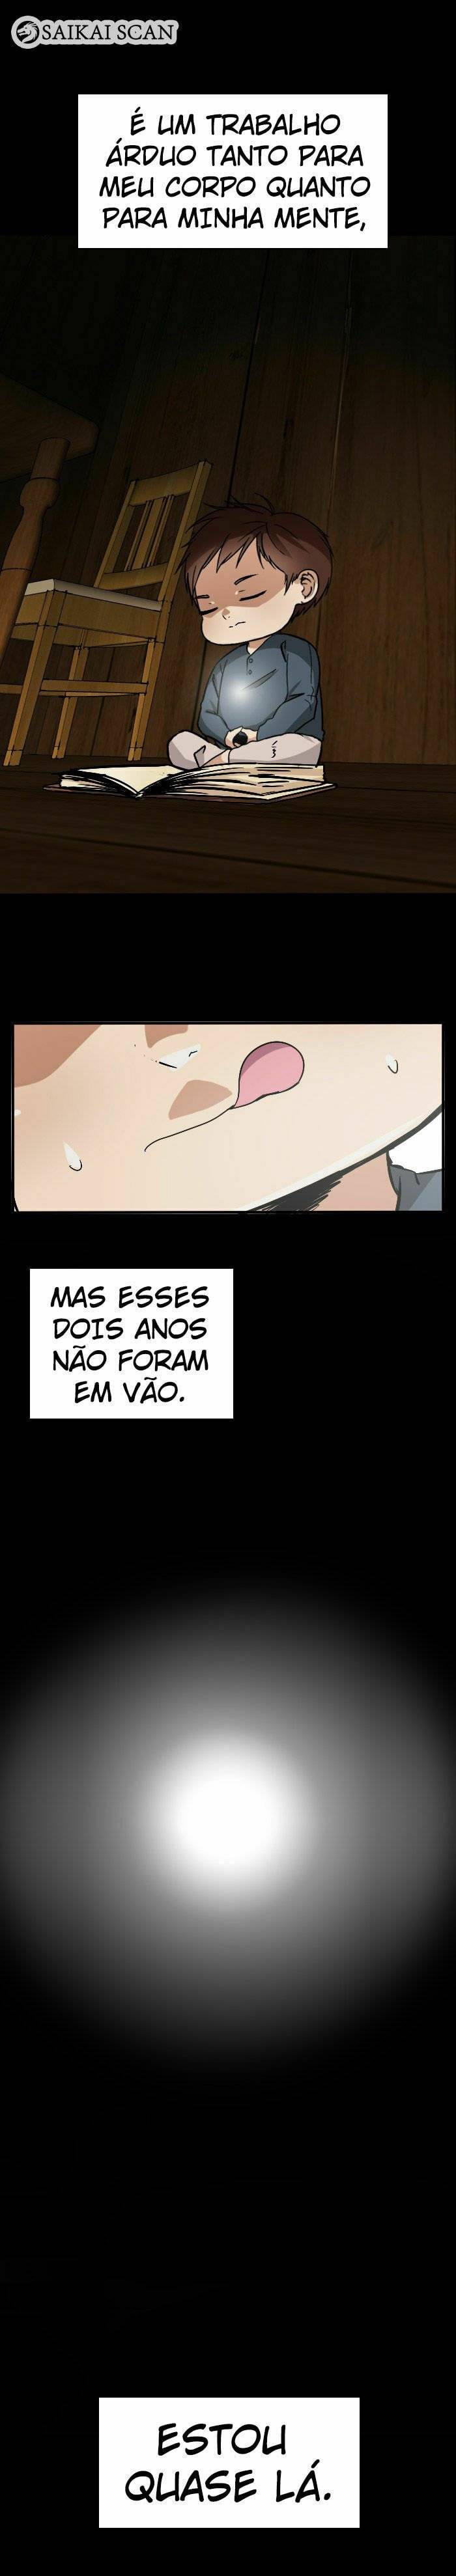 SAIKAI SCAN
É UM TRABALHO
ÁRDUO TANTO PARA
MEU CORPO QUANTO
PARA MINHA MENTE,
MAS ESSES
DOIS ANOS
NÃO FORAM
EM VÃO.
ESTOU
QUASE LÁ.